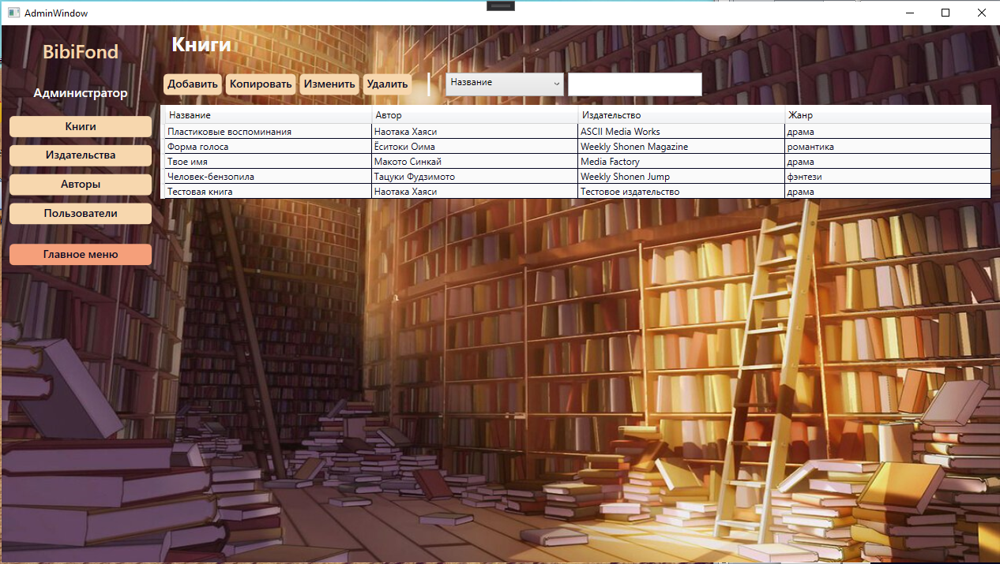 AdminWindow
BibiFond
Администратор
Книги
Издательства
Авторы
Пользователи
Главное меню
Книги
Добавить Копировать Изменить Удалить Название
Название Автор Издательство Жанр
Пластиковые воспоминания Наотака Хаяси ASCII Media Works драма
Форма голоса Ёситоки Оима Weekly Shonen Magazine романтика
Твое имя Макото Синкай Media Factory драма
Человек-бензопила Тацуки Фудзимото Weekly Shonen Jump фэнтези
Тестовая книга Наотака Хаяси Тестовое издательство драма